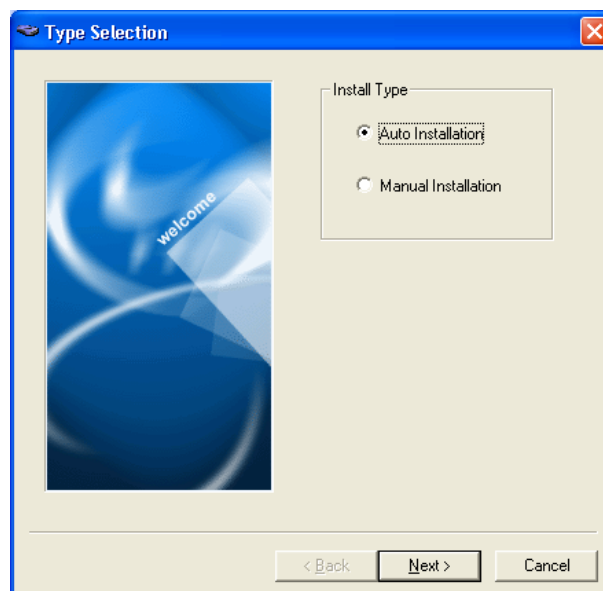 Type Selection
welcome
Install Type
Auto Installation
Manual Installation
< Back
Next >
Cancel